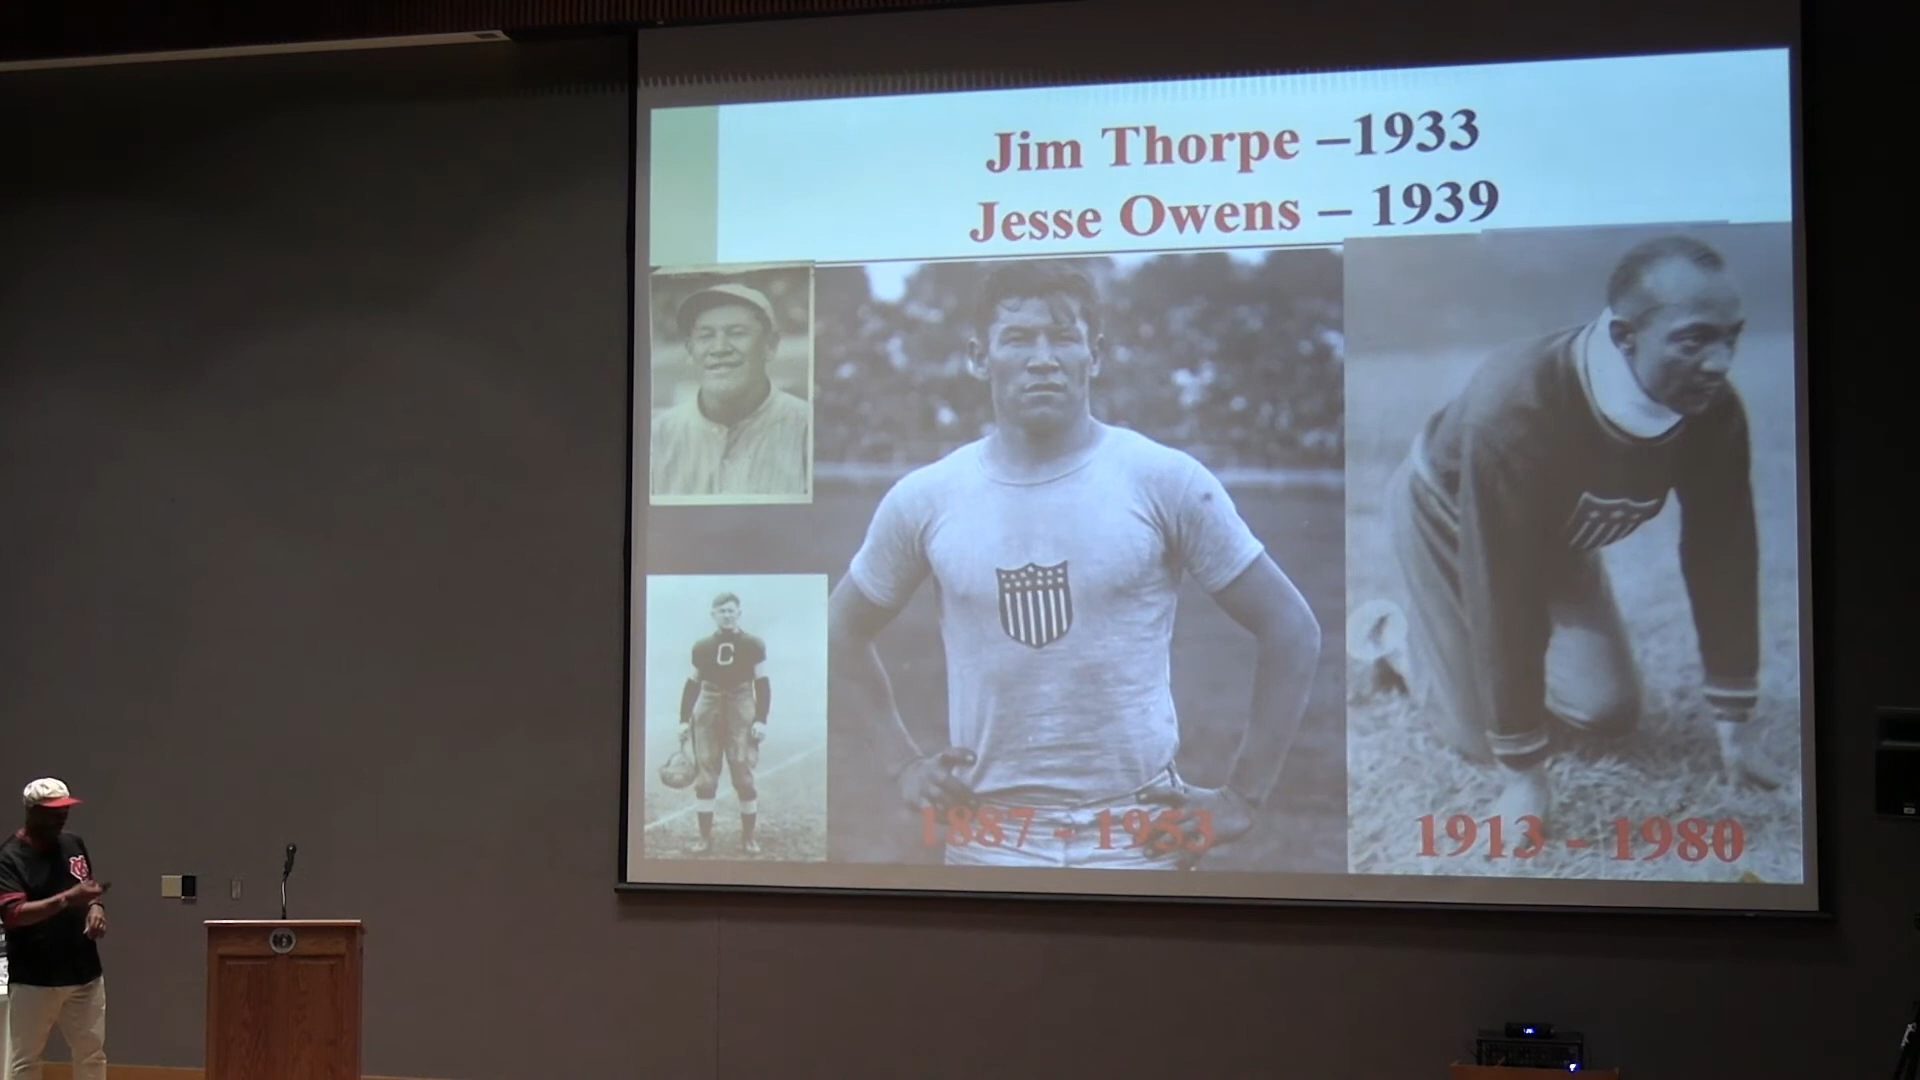 Jim Thorpe –1933
Jesse Owens – 1939
C
1887 - 1953
1913 - 1980